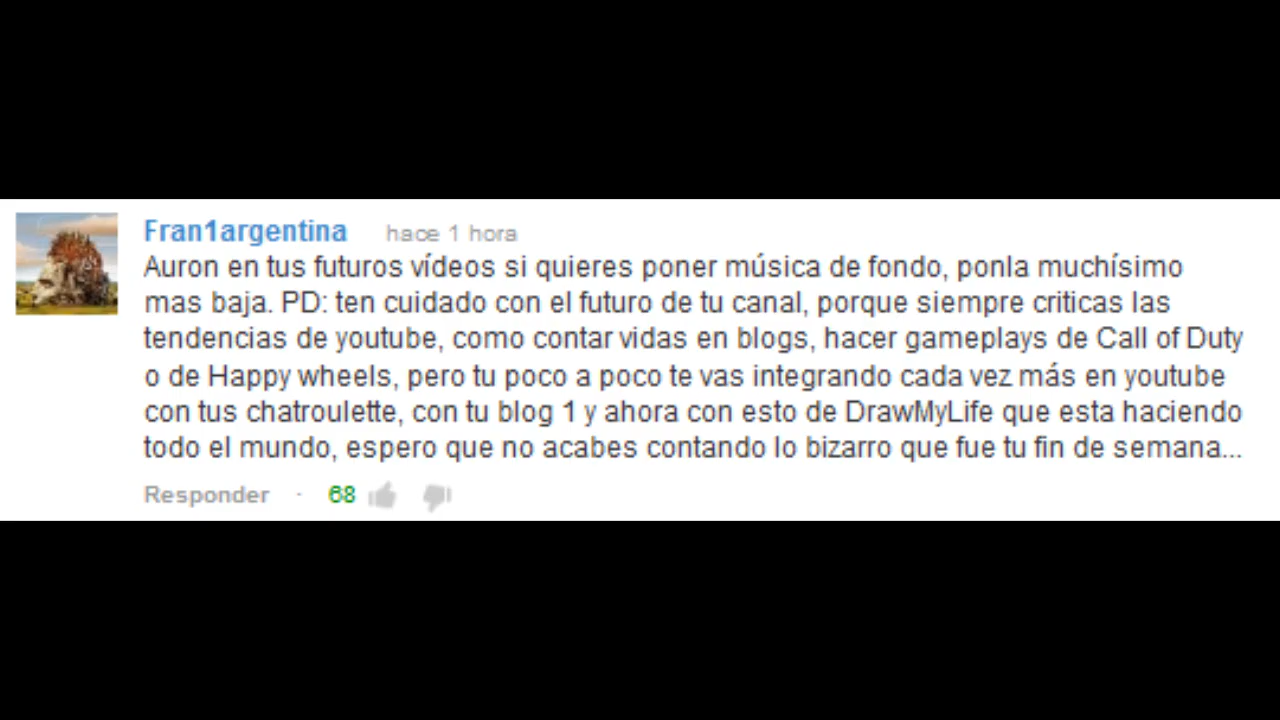 Fran1argentina hace 1 hora
Auron en tus futuros vídeos si quieres poner música de fondo, ponla muchísimo
mas baja. PD: ten cuidado con el futuro de tu canal, porque siempre criticas las
tendencias de youtube, como contar vidas en blogs, hacer gameplays de Call of Duty
o de Happy wheels, pero tu poco a poco te vas integrando cada vez más en youtube
con tus chatroulette, con tu blog 1 y ahora con esto de DrawMyLife que esta haciendo
todo el mundo, espero que no acabes contando lo bizarro que fue tu fin de semana...
Responder · 68